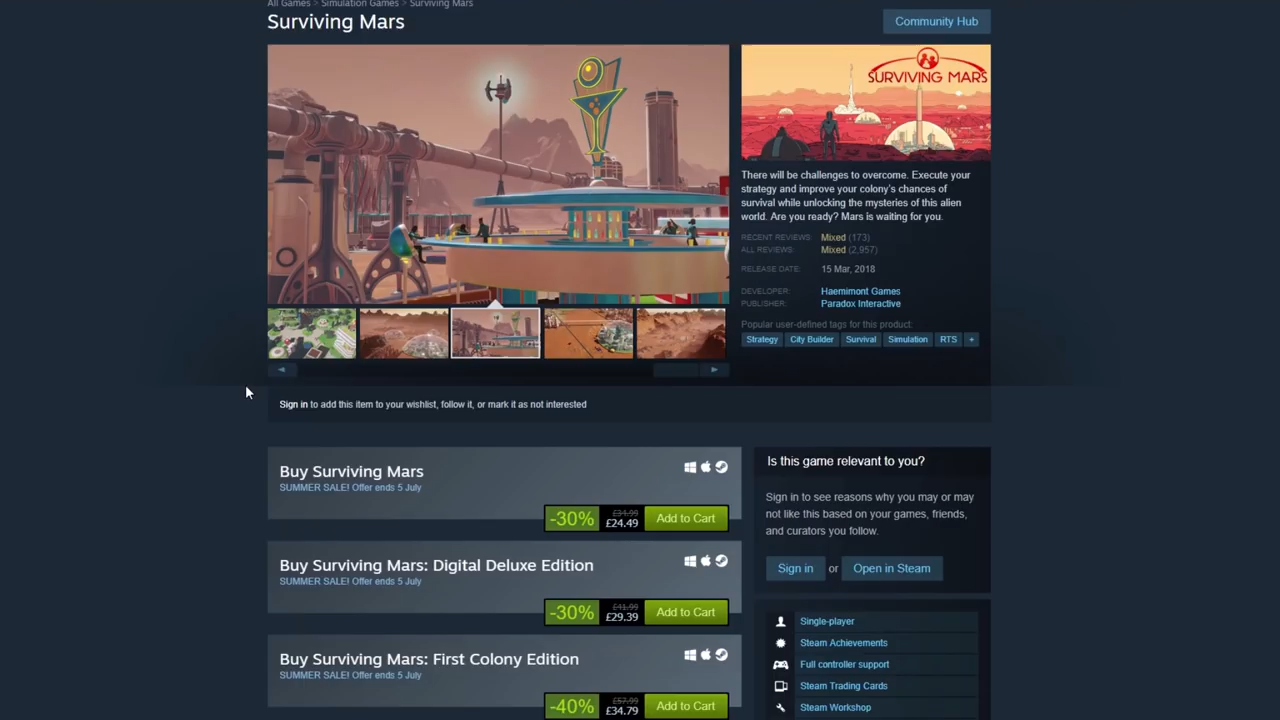 All Games > Simulation Games > Surviving Mars
Surviving Mars
Community Hub
SURVIVING MARS
There will be challenges to overcome. Execute your
strategy and improve your colony's chances of
survival while unlocking the mysteries of this alien
world. Are you ready? Mars is waiting for you.
RECENT REVIEWS: Mixed (173)
ALL REVIEWS: Mixed (2,957)
RELEASE DATE: 15 Mar, 2018
DEVELOPER: Haemimont Games
PUBLISHER: Paradox Interactive
Popular user-defined tags for this product:
Strategy City Builder Survival Simulation RTS +
Sign in to add this item to your wishlist, follow it, or mark it as not interested
Buy Surviving Mars
SUMMER SALE! Offer ends 5 July
-30% £34.99 £24.49 Add to Cart
Buy Surviving Mars: Digital Deluxe Edition
SUMMER SALE! Offer ends 5 July
-30% £41.99 £29.39 Add to Cart
Buy Surviving Mars: First Colony Edition
SUMMER SALE! Offer ends 5 July
-40% £57.99 £34.79 Add to Cart
Is this game relevant to you?
Sign in to see reasons why you may or may
not like this based on your games, friends,
and curators you follow.
Sign in or Open in Steam
Single-player
Steam Achievements
Full controller support
Steam Trading Cards
Steam Workshop